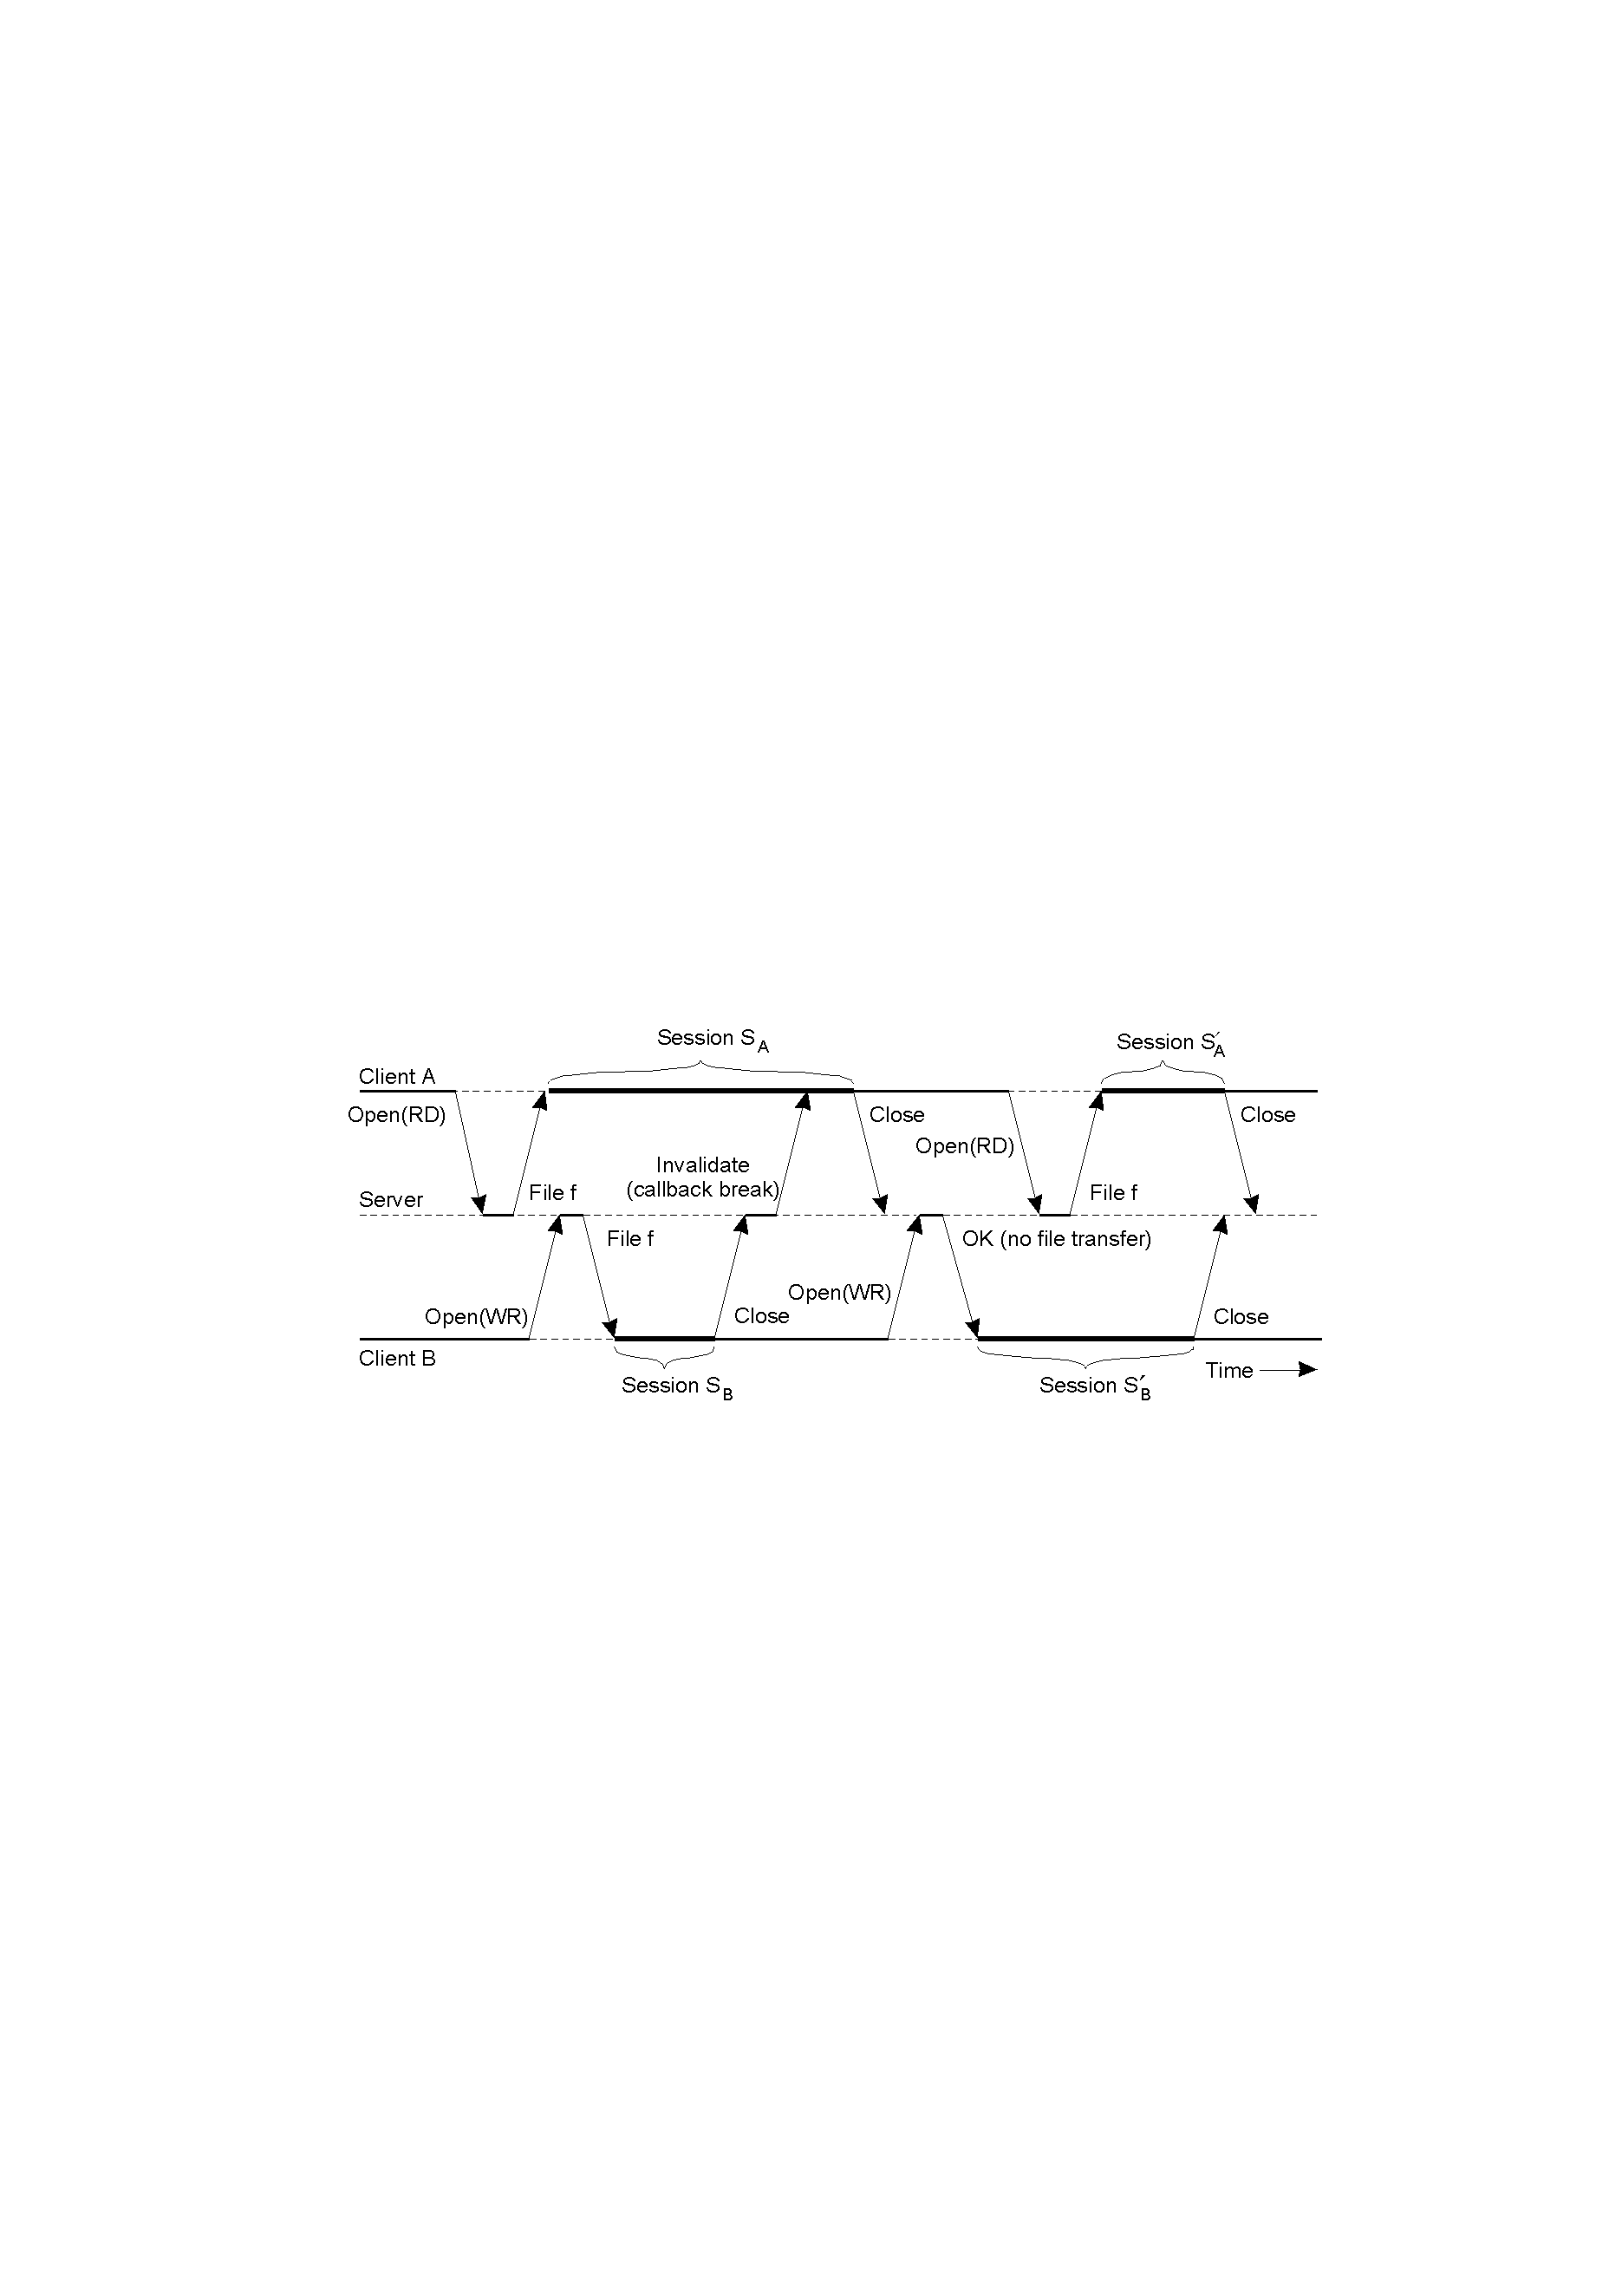 Session S A
Session S′A
Client A
Open(RD)
Close
Close
Open(RD)
Invalidate
(callback break)
Server
File f
File f
File f
OK (no file transfer)
Open(WR)
Open(WR)
Close
Close
Client B
Time
Session S B
Session S′B